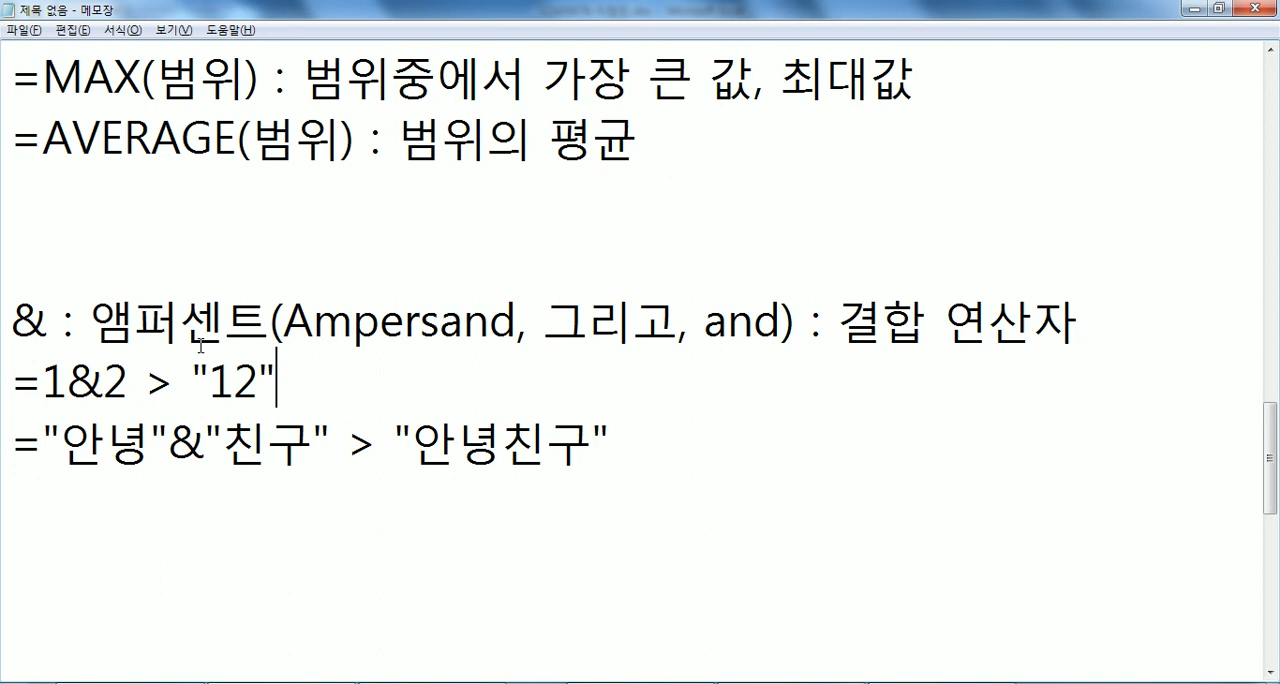 제목 없음 - 메모장
파일(F) 편집(E) 서식(O) 보기(V) 도움말(H)
=MAX(범위) : 범위중에서 가장 큰 값, 최대값
=AVERAGE(범위) : 범위의 평균
& : 앰퍼센트(Ampersand, 그리고, and) : 결합 연산자
=1&2 > "12"
="안녕"&"친구" > "안녕친구"